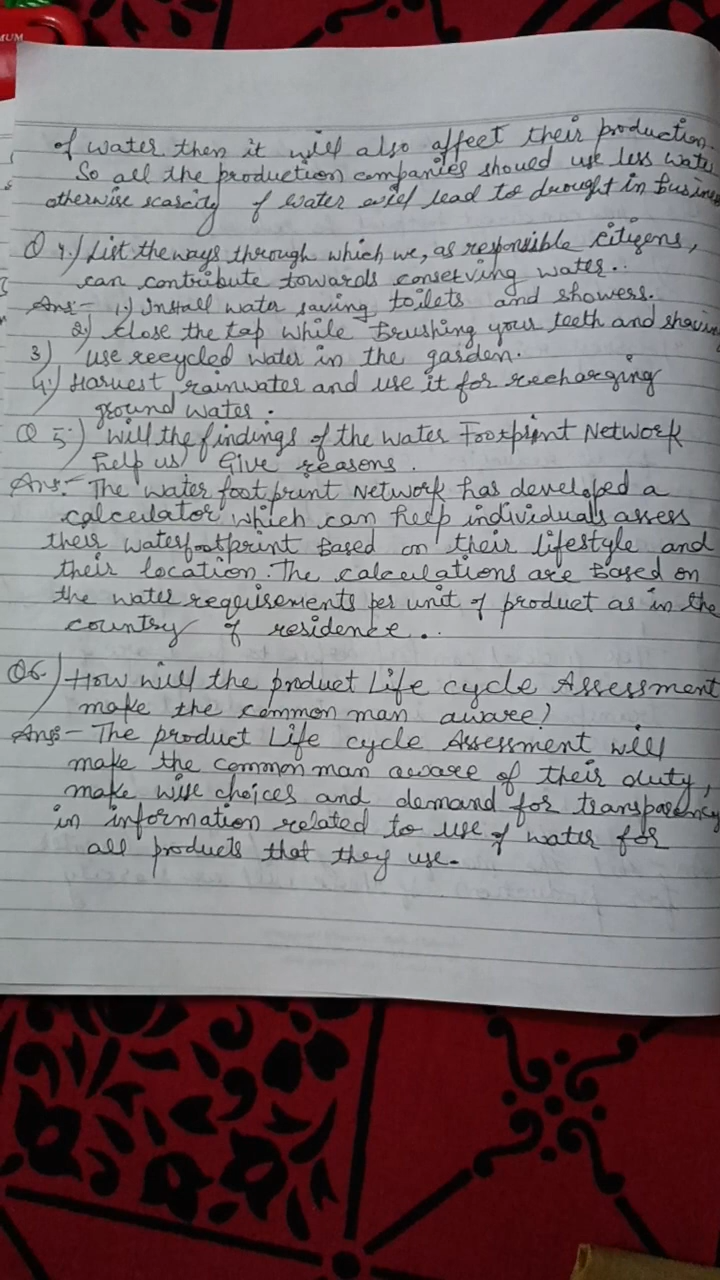 MUM
of water then it will also affect their production.
So all the production companies should use less wate
otherwise scarcity of water will lead to drought in Busine
Q 4.) List the ways through which we, as responsible citizens,
can contribute towards conserving water..
Ans:- 1.) Install water saving toilets and showers.
2.) Close the tap while Brushing your teeth and shavin
3.) Use recycled water in the garden.
4.) Harvest rainwater and use it for recharging
ground water.
Q 5.) Will the findings of the water Footprint Network
help us? Give reasons.
Ans:- The water footprint Network has developed a
calculator which can help individuals assess
their waterfootprint Based on their lifestyle and
their location. The calculations are Based on
the water requirements per unit of product as in the
country of residence..
Q6.) How will the product Life cycle Assessment
make the common man aware?
Ans:- The product Life cycle Assessment will
make the common man aware of their duty,
make wise choices and demand for transparency
in information related to use of water for
all products that they use.